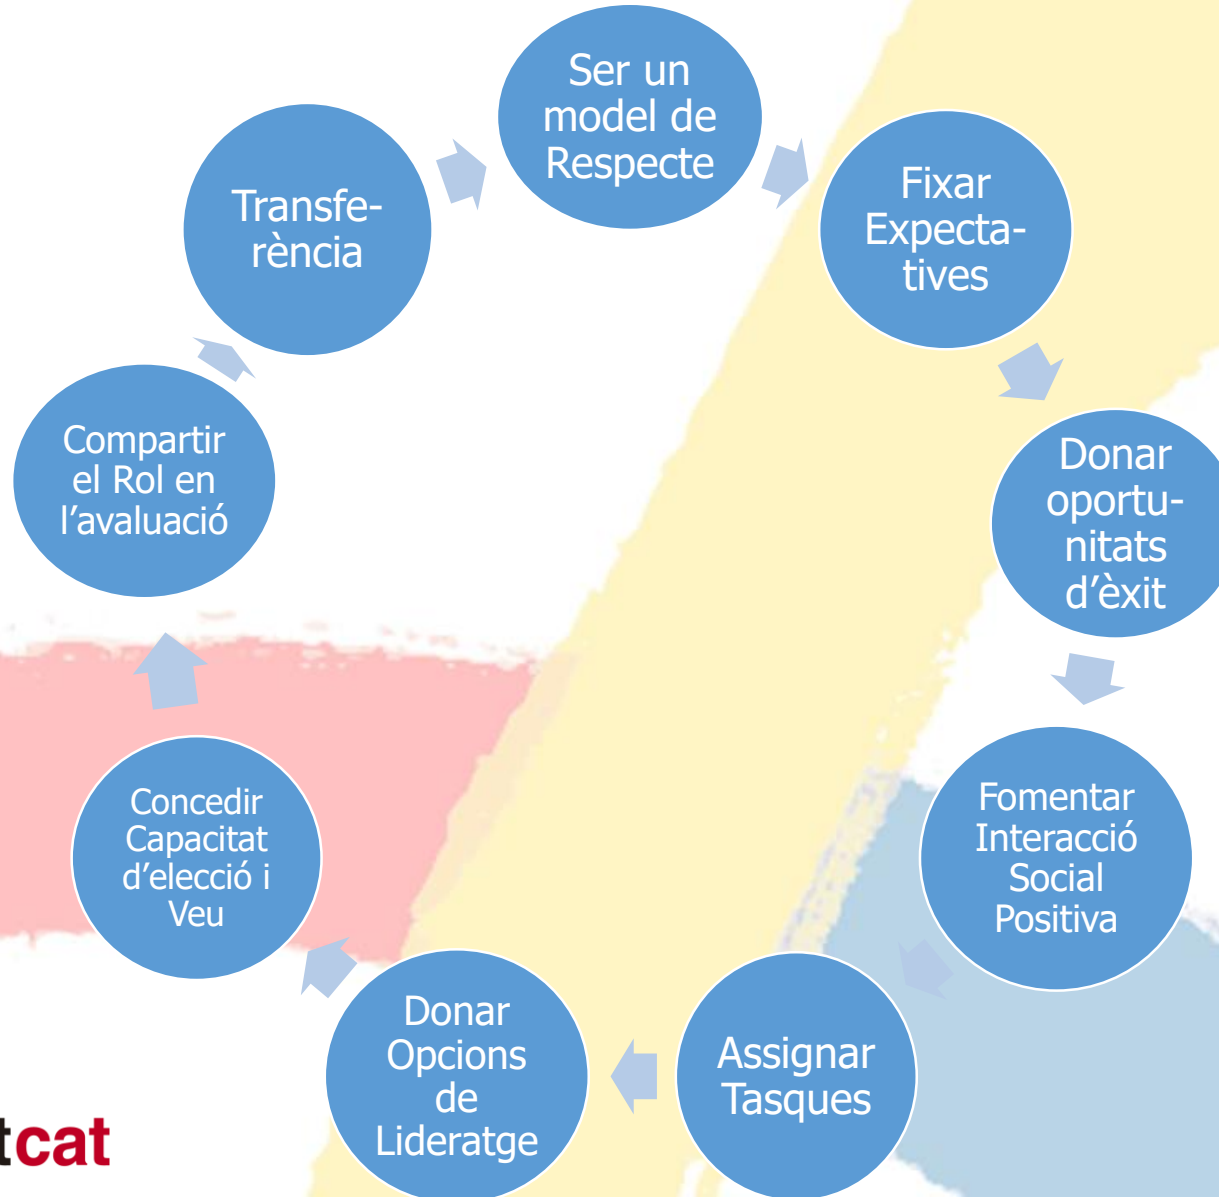 Ser un
model de
Respecte
Fixar
Expecta-
tives
Donar
oportu-
nitats
d’èxit
Fomentar
Interacció
Social
Positiva
Assignar
Tasques
Donar
Opcions
de
Lideratge
Concedir
Capacitat
d’elecció i
Veu
Compartir
el Rol en
l’avaluació
Transfe-
rència
tcat